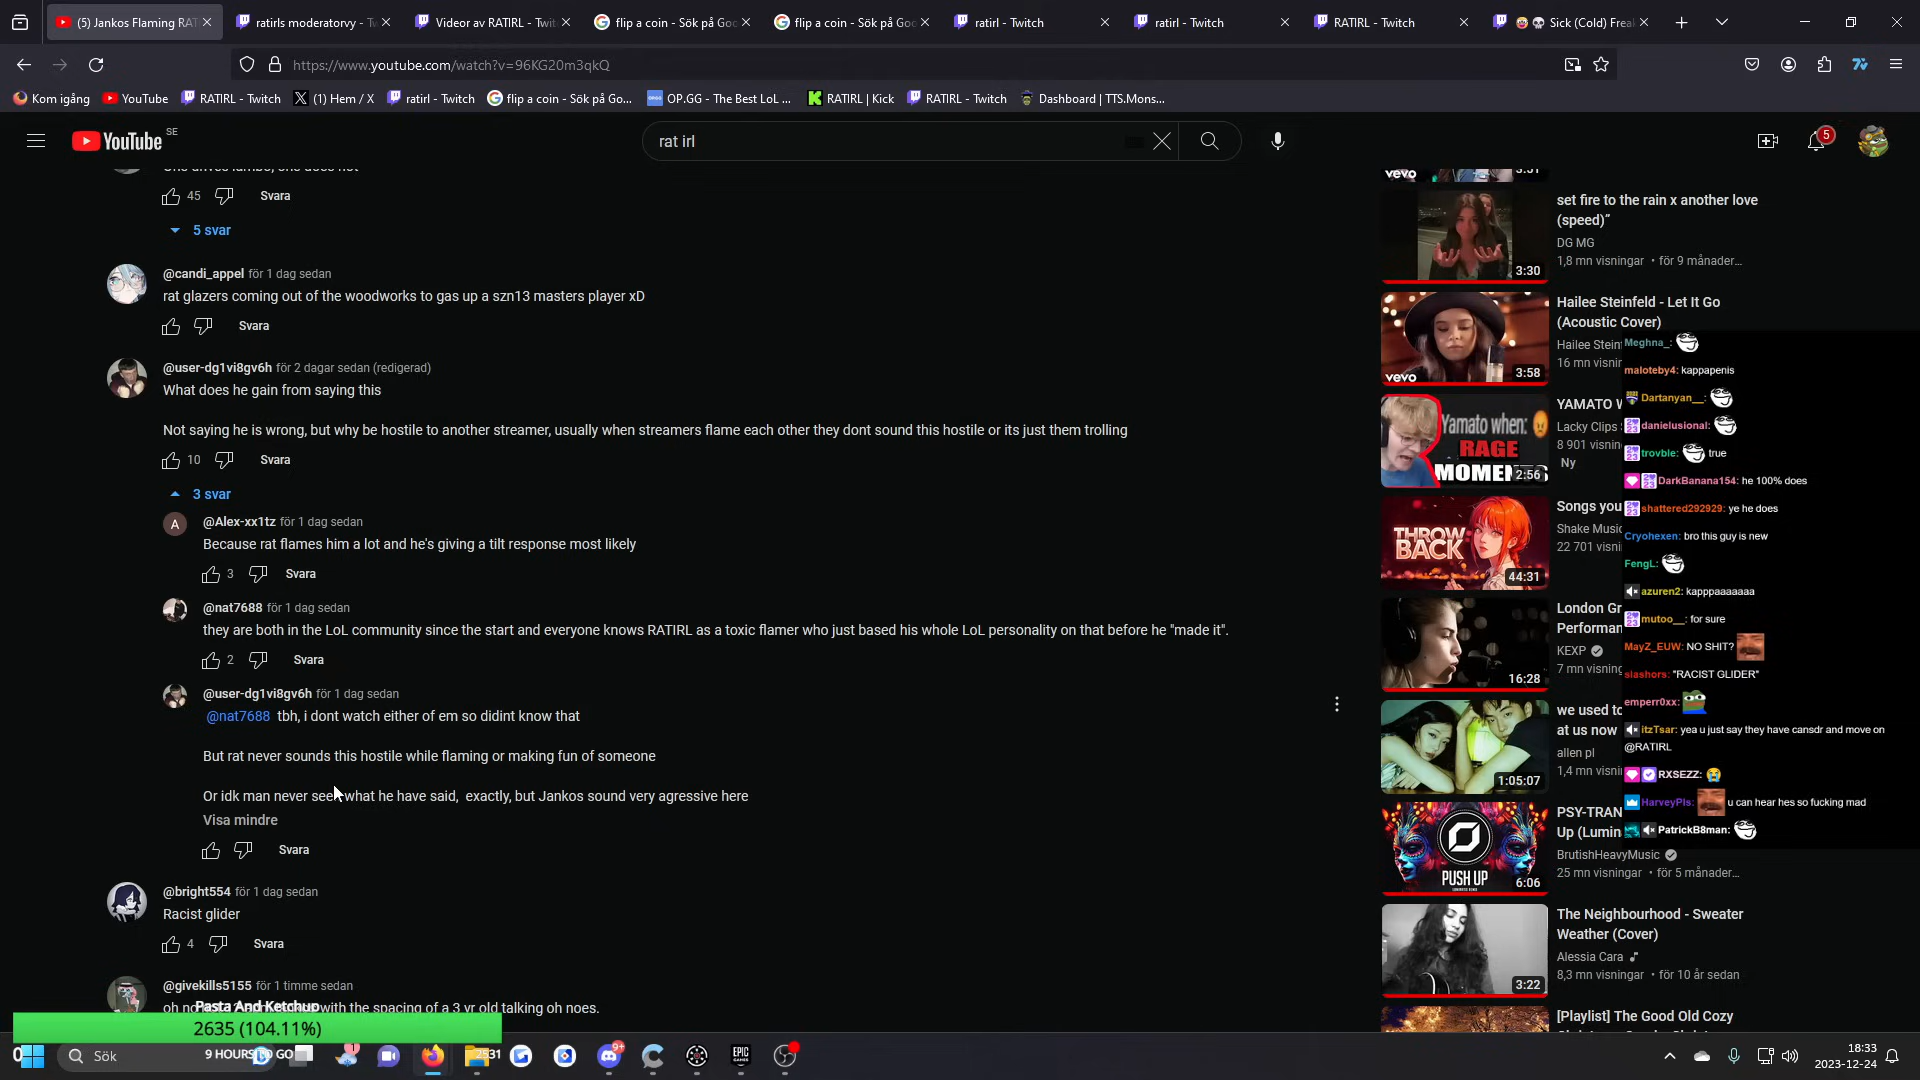 (5) Jankos Flaming RAT
ratirls moderatorvy - Tw
Videor av RATIRL - Twit
flip a coin - Sök på Goo
flip a coin - Sök på Goo
ratirl - Twitch
ratirl - Twitch
RATIRL - Twitch
Sick (Cold) Freak
https://www.youtube.com/watch?v=96KG20m3qkQ
Kom igång
YouTube
RATIRL - Twitch
(1) Hem / X
ratirl - Twitch
flip a coin - Sök på Go...
OP.GG - The Best LoL ...
RATIRL | Kick
RATIRL - Twitch
Dashboard | TTS.Mons...
YouTube SE
rat irl
5
45
Svara
5 svar
@candi_appel för 1 dag sedan
rat glazers coming out of the woodworks to gas up a szn13 masters player xD
Svara
@user-dg1vi8gv6h för 2 dagar sedan (redigerad)
What does he gain from saying this
Not saying he is wrong, but why be hostile to another streamer, usually when streamers flame each other they dont sound this hostile or its just them trolling
10
Svara
3 svar
A
@Alex-xx1tz för 1 dag sedan
Because rat flames him a lot and he's giving a tilt response most likely
3
Svara
@nat7688 för 1 dag sedan
they are both in the LoL community since the start and everyone knows RATIRL as a toxic flamer who just based his whole LoL personality on that before he "made it".
2
Svara
@user-dg1vi8gv6h för 1 dag sedan
@nat7688 tbh, i dont watch either of em so didint know that
But rat never sounds this hostile while flaming or making fun of someone
Or idk man never seen what he have said, exactly, but Jankos sound very agressive here
Visa mindre
Svara
@bright554 för 1 dag sedan
Racist glider
4
Svara
@givekills5155 för 1 timme sedan
oh no with the spacing of a 3 yr old talking oh noes.
Pasta And Ketchup
2635 (104.11%)
9 HOURS TO GO
2531
vevo
3:31
set fire to the rain x another love
(speed)”
DG MG
1,8 mn visningar • för 9 månader...
3:30
Hailee Steinfeld - Let It Go
(Acoustic Cover)
Hailee Stein
16 mn visning
vevo
3:58
YAMATO W
Lacky Clips
8 901 visnin
Ny
Yamato when:
RAGE
MOMENTS
2:56
Songs you
Shake Music
22 701 visni
THROW
BACK
44:31
London Gr
Performan
KEXP
7 mn visning
16:28
we used to
at us now
allen pl
1,4 mn visnin
1:05:07
PSY-TRAN
Up (Lumin
BrutishHeavyMusic
25 mn visningar • för 5 månader...
PUSH UP
6:06
The Neighbourhood - Sweater
Weather (Cover)
Alessia Cara
8,3 mn visningar • för 10 år sedan
3:22
[Playlist] The Good Old Cozy
Meghna_:
maloteby4: kappapenis
Dartanyan__:
danielusional:
trovble: true
DarkBanana154: he 100% does
shattered292929: ye he does
Cryohexen: bro this guy is new
FengL:
azuren2: kapppaaaaaaa
mutoo__: for sure
MayZ_EUW: NO SHIT?
slashors: "RACIST GLIDER"
emperr0xx:
itzTsar: yea u just say they have cansdr and move on
@RATIRL
RXSEZZ:
HarveyPls: u can hear hes so fucking mad
PatrickB8man:
Sök
9+
EPIC
GAMES
18:33
2023-12-24